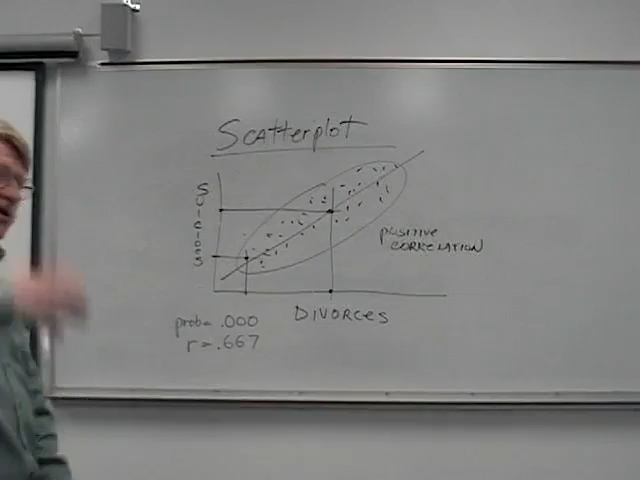 Scatterplot
SUICIDES
positive
CORRELATION
DIVORCES
prob= .000
r= .667